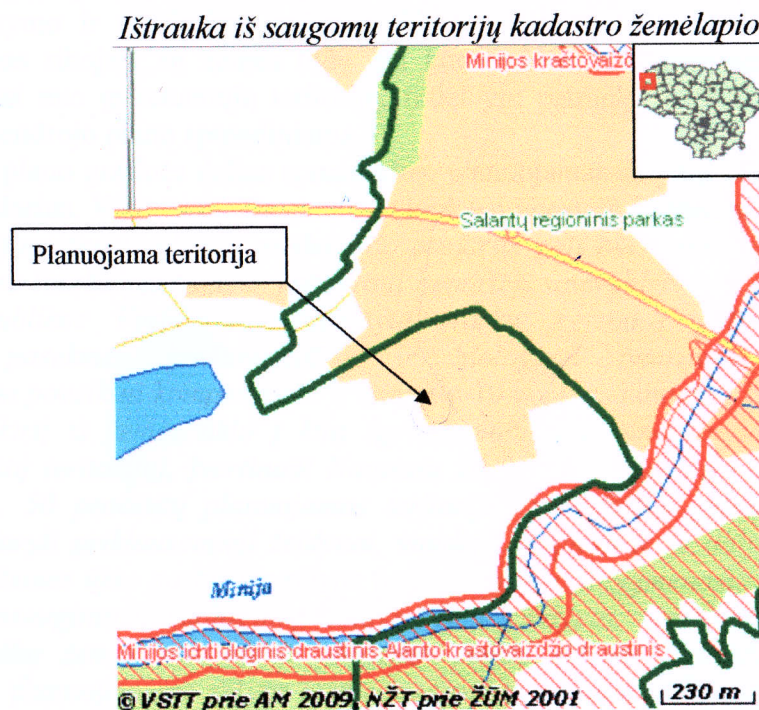 Ištrauka iš saugomų teritorijų kadastro žemėlapio
Minijos kraštovaizd
Salantų regioninis parkas
Planuojama teritorija
Minija
Minijos ichtiologinis draustinis Alanto kraštovaizdžio draustinis
© VSTT prie AM 2009, NŽT prie ŽŪM 2001
230 m